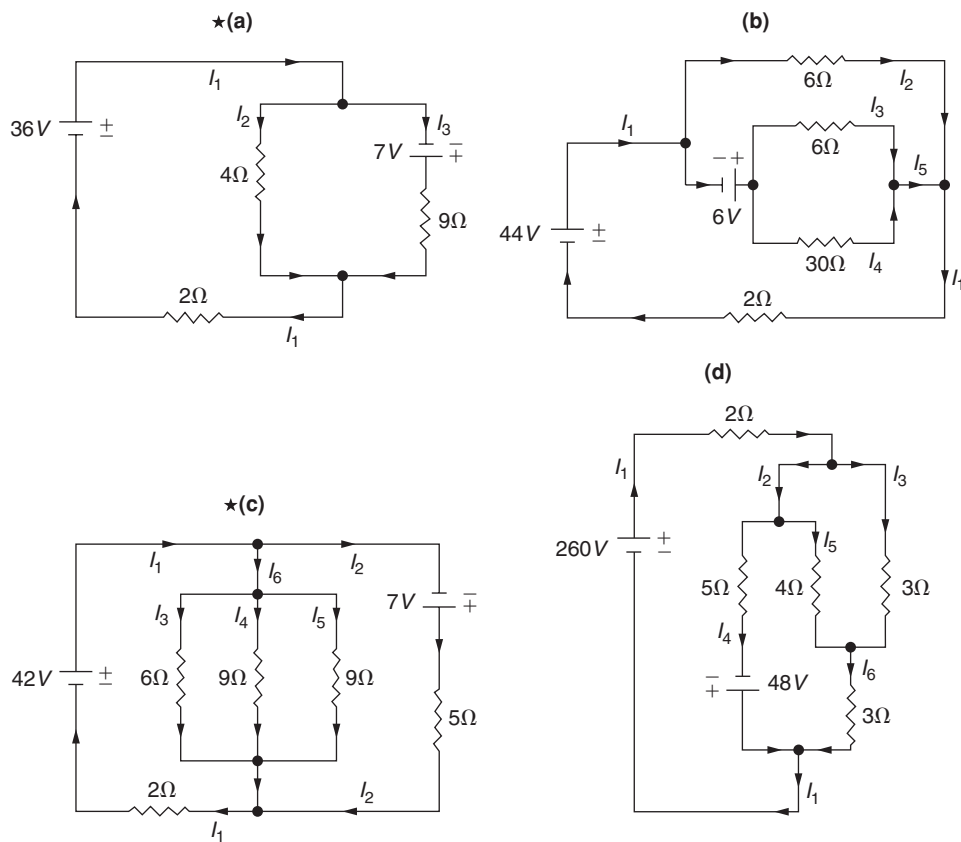 ★(a)
I₁
36V
+
−
I₂
I₃
7V
−
+
4Ω
9Ω
2Ω
I₁
(b)
6Ω
I₂
I₁
I₃
6Ω
− +
6V
I₅
44V
+
−
30Ω
I₄
I₁
2Ω
★(c)
I₁
I₂
I₆
7V
−
+
I₃
I₄
I₅
42V
+
−
6Ω
9Ω
9Ω
5Ω
2Ω
I₂
I₁
(d)
2Ω
I₁
I₂
I₃
260V
+
−
I₅
5Ω
4Ω
3Ω
I₄
I₆
−
+
48V
3Ω
I₁